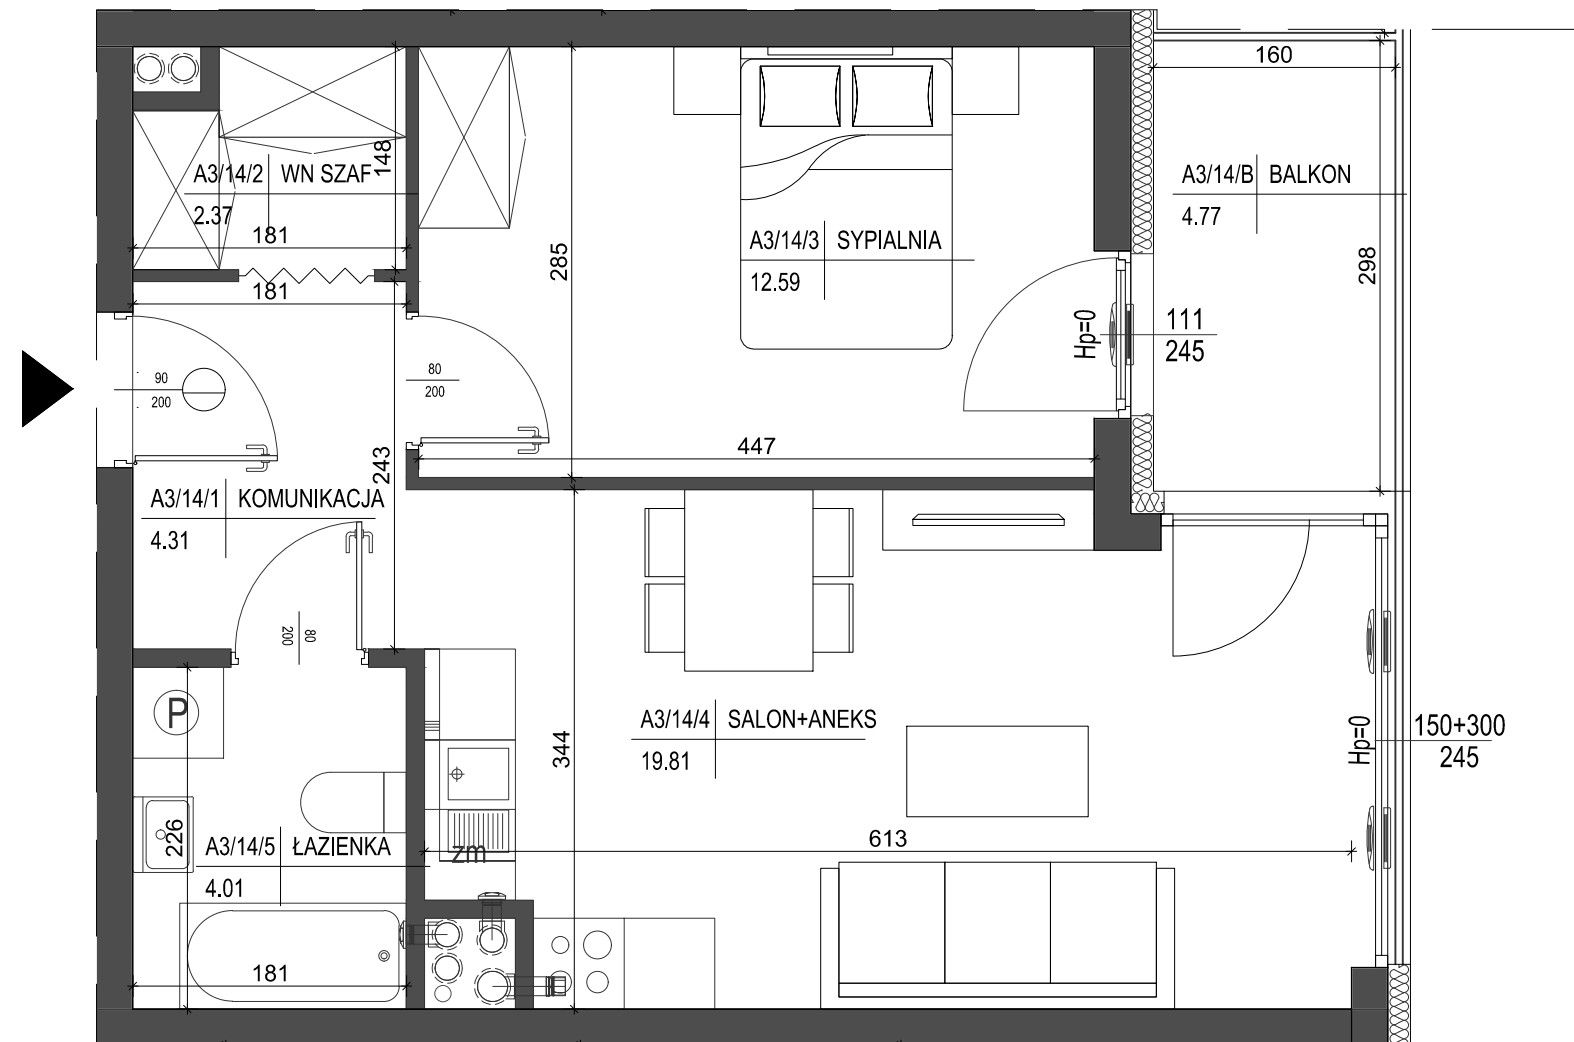 160
148
A3/14/2 WN SZAF
2.37
181
A3/14/B BALKON
4.77
A3/14/3 SYPIALNIA
12.59
285
298
181
Hp=0
111
245
90
200
80
200
447
243
A3/14/1 KOMUNIKACJA
4.31
80
200
P
A3/14/4 SALON+ANEKS
19.81
344
Hp=0
150+300
245
226
A3/14/5 ŁAZIENKA
4.01
zm
613
181